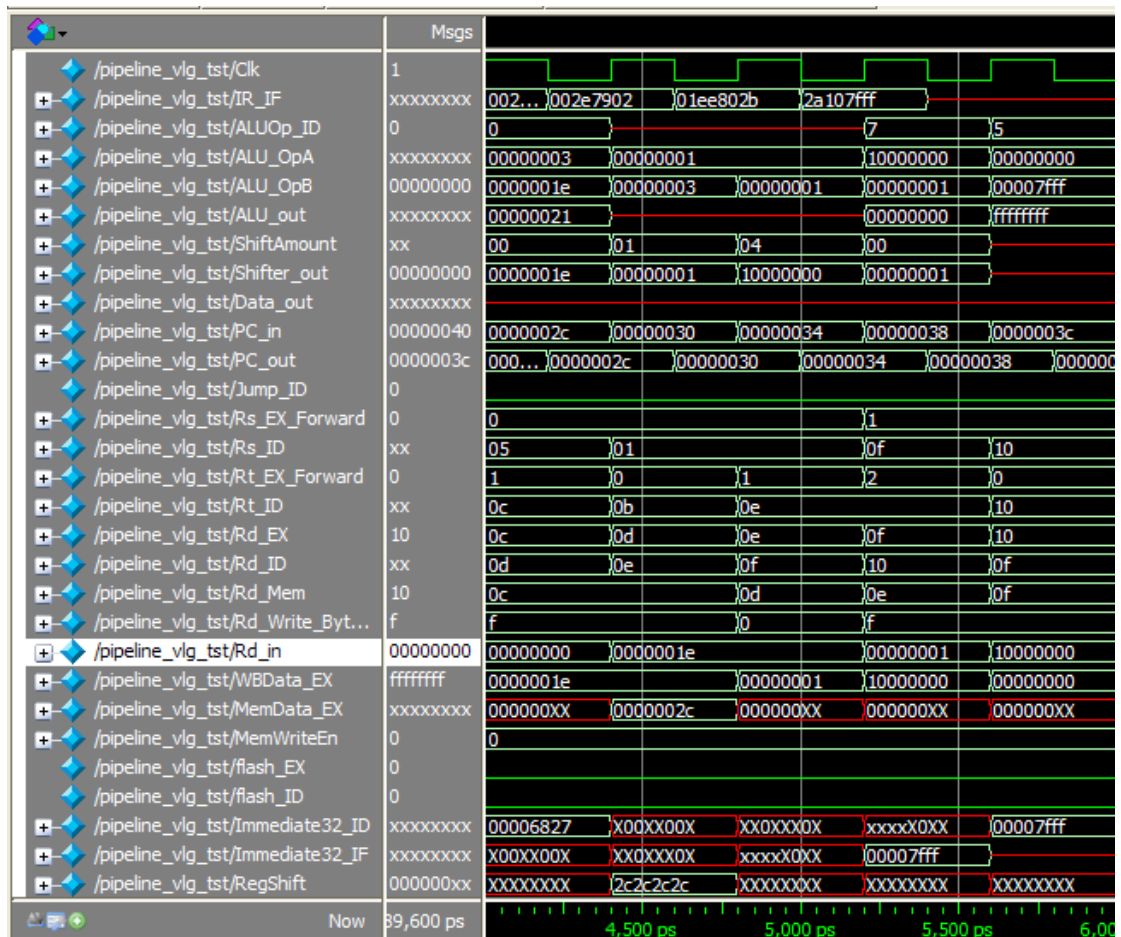 Msgs
/pipeline_vlg_tst/Clk 1
/pipeline_vlg_tst/IR_IF xxxxxxxx 002... 002e7902 01ee802b 2a107fff
/pipeline_vlg_tst/ALUOp_ID 0 0 7 5
/pipeline_vlg_tst/ALU_OpA xxxxxxxx 00000003 00000001 10000000 00000000
/pipeline_vlg_tst/ALU_OpB 00000000 0000001e 00000003 00000001 00000001 00007fff
/pipeline_vlg_tst/ALU_out xxxxxxxx 00000021 00000000 ffffffff
/pipeline_vlg_tst/ShiftAmount xx 00 01 04 00
/pipeline_vlg_tst/Shifter_out 00000000 0000001e 00000001 10000000 00000001
/pipeline_vlg_tst/Data_out xxxxxxxx
/pipeline_vlg_tst/PC_in 00000040 0000002c 00000030 00000034 00000038 0000003c
/pipeline_vlg_tst/PC_out 0000003c 000... 0000002c 00000030 00000034 00000038 000000
/pipeline_vlg_tst/Jump_ID 0
/pipeline_vlg_tst/Rs_EX_Forward 0 0 1
/pipeline_vlg_tst/Rs_ID xx 05 01 0f 10
/pipeline_vlg_tst/Rt_EX_Forward 0 1 0 1 2 0
/pipeline_vlg_tst/Rt_ID xx 0c 0b 0e 10
/pipeline_vlg_tst/Rd_EX 10 0c 0d 0e 0f 10
/pipeline_vlg_tst/Rd_ID xx 0d 0e 0f 10 0f
/pipeline_vlg_tst/Rd_Mem 10 0c 0d 0e 0f
/pipeline_vlg_tst/Rd_Write_Byt... f f 0 f
/pipeline_vlg_tst/Rd_in 00000000 00000000 0000001e 00000001 10000000
/pipeline_vlg_tst/WBData_EX ffffffff 0000001e 00000001 10000000 00000000
/pipeline_vlg_tst/MemData_EX xxxxxxxx 000000XX 0000002c 000000XX 000000XX 000000XX
/pipeline_vlg_tst/MemWriteEn 0 0
/pipeline_vlg_tst/flash_EX 0
/pipeline_vlg_tst/flash_ID 0
/pipeline_vlg_tst/Immediate32_ID xxxxxxxx 00006827 X00XX00X XX0XXX0X xxxxX0XX 00007fff
/pipeline_vlg_tst/Immediate32_IF xxxxxxxx X00XX00X XX0XXX0X xxxxX0XX 00007fff
/pipeline_vlg_tst/RegShift 000000xx XXXXXXXX 2c2c2c2c XXXXXXXX XXXXXXXX XXXXXXXX
Now 39,600 ps 4,500 ps 5,000 ps 5,500 ps 6,00